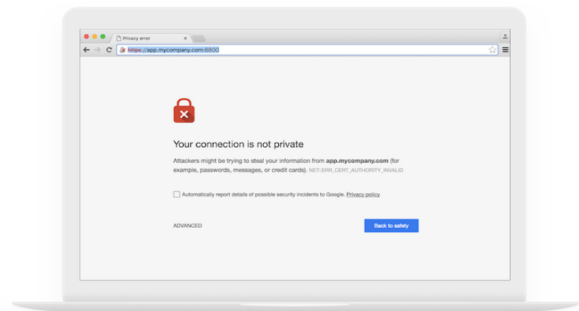 Privacy error
https://app.mycompany.com:8800
Your connection is not private
Attackers might be trying to steal your information from app.mycompany.com (for
example, passwords, messages, or credit cards). NET::ERR_CERT_AUTHORITY_INVALID
Automatically report details of possible security incidents to Google. Privacy policy
ADVANCED
Back to safety